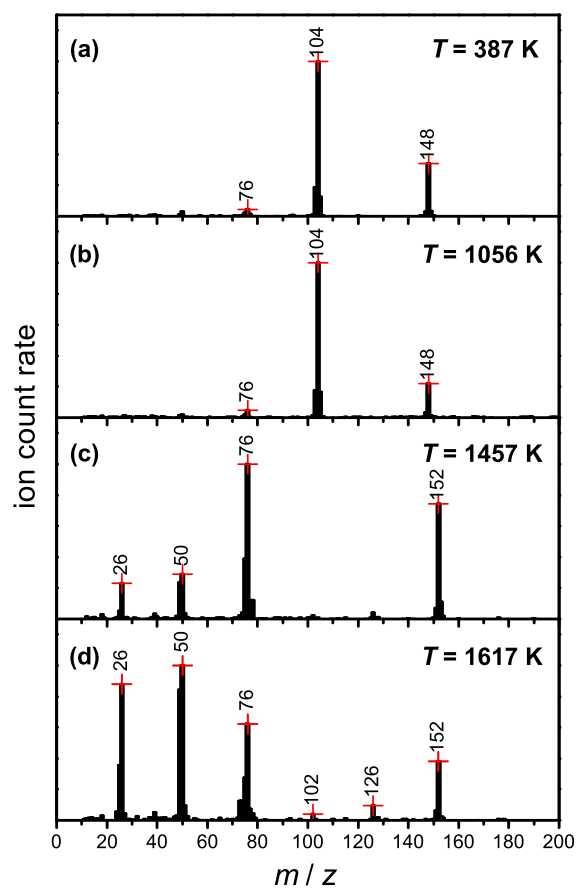 (a)
T = 387 K
76
104
148
(b)
T = 1056 K
76
104
148
(c)
T = 1457 K
26
50
76
152
(d)
T = 1617 K
26
50
76
102
126
152
0 20 40 60 80 100 120 140 160 180 200
m / z
ion count rate